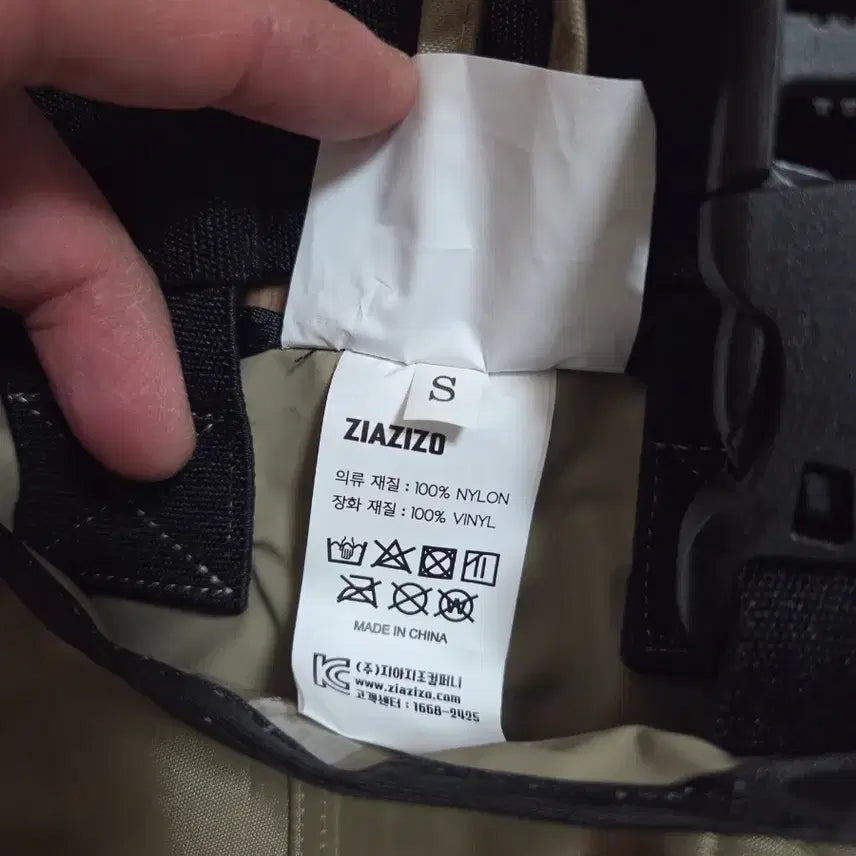 S
ZIAZIZO
의류 재질 : 100% NYLON
장화 재질 : 100% VINYL
MADE IN CHINA
(주)지아지조컴퍼니
www.ziazizo.com
고객센터 : 1668-2425